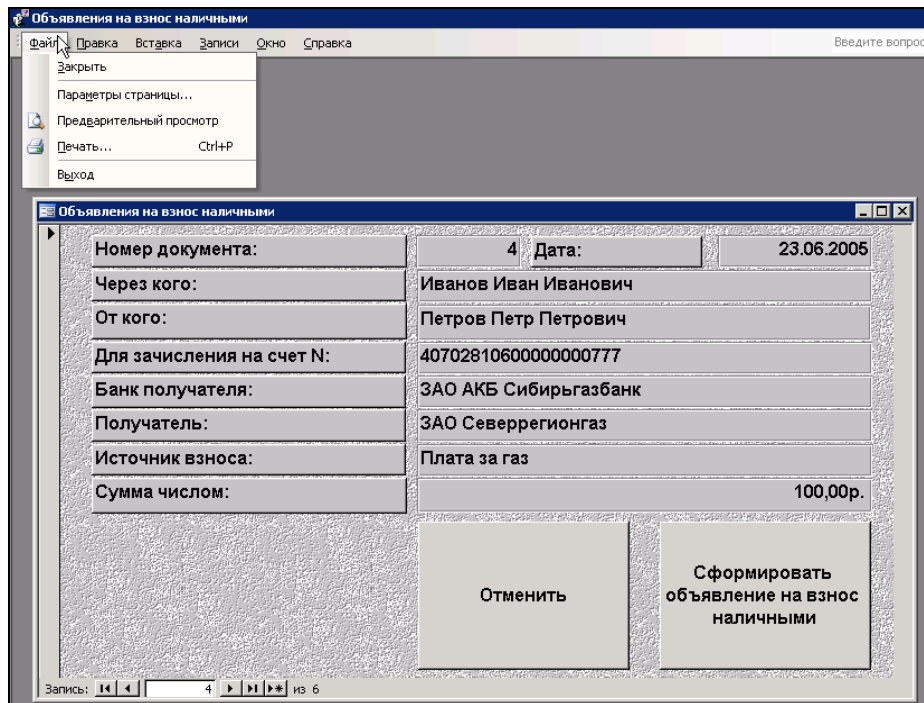 Объявления на взнос наличными
Файл Правка Вставка Записи Окно Справка Введите вопрос
Закрыть
Параметры страницы...
Предварительный просмотр
Печать... Ctrl+P
Выход
Объявления на взнос наличными
Номер документа: 4 Дата: 23.06.2005
Через кого: Иванов Иван Иванович
От кого: Петров Петр Петрович
Для зачисления на счет N: 40702810600000000777
Банк получателя: ЗАО АКБ Сибирьгазбанк
Получатель: ЗАО Северрегионгаз
Источник взноса: Плата за газ
Сумма числом: 100,00р.
Отменить
Сформировать
объявление на взнос
наличными
Запись: 4 из 6